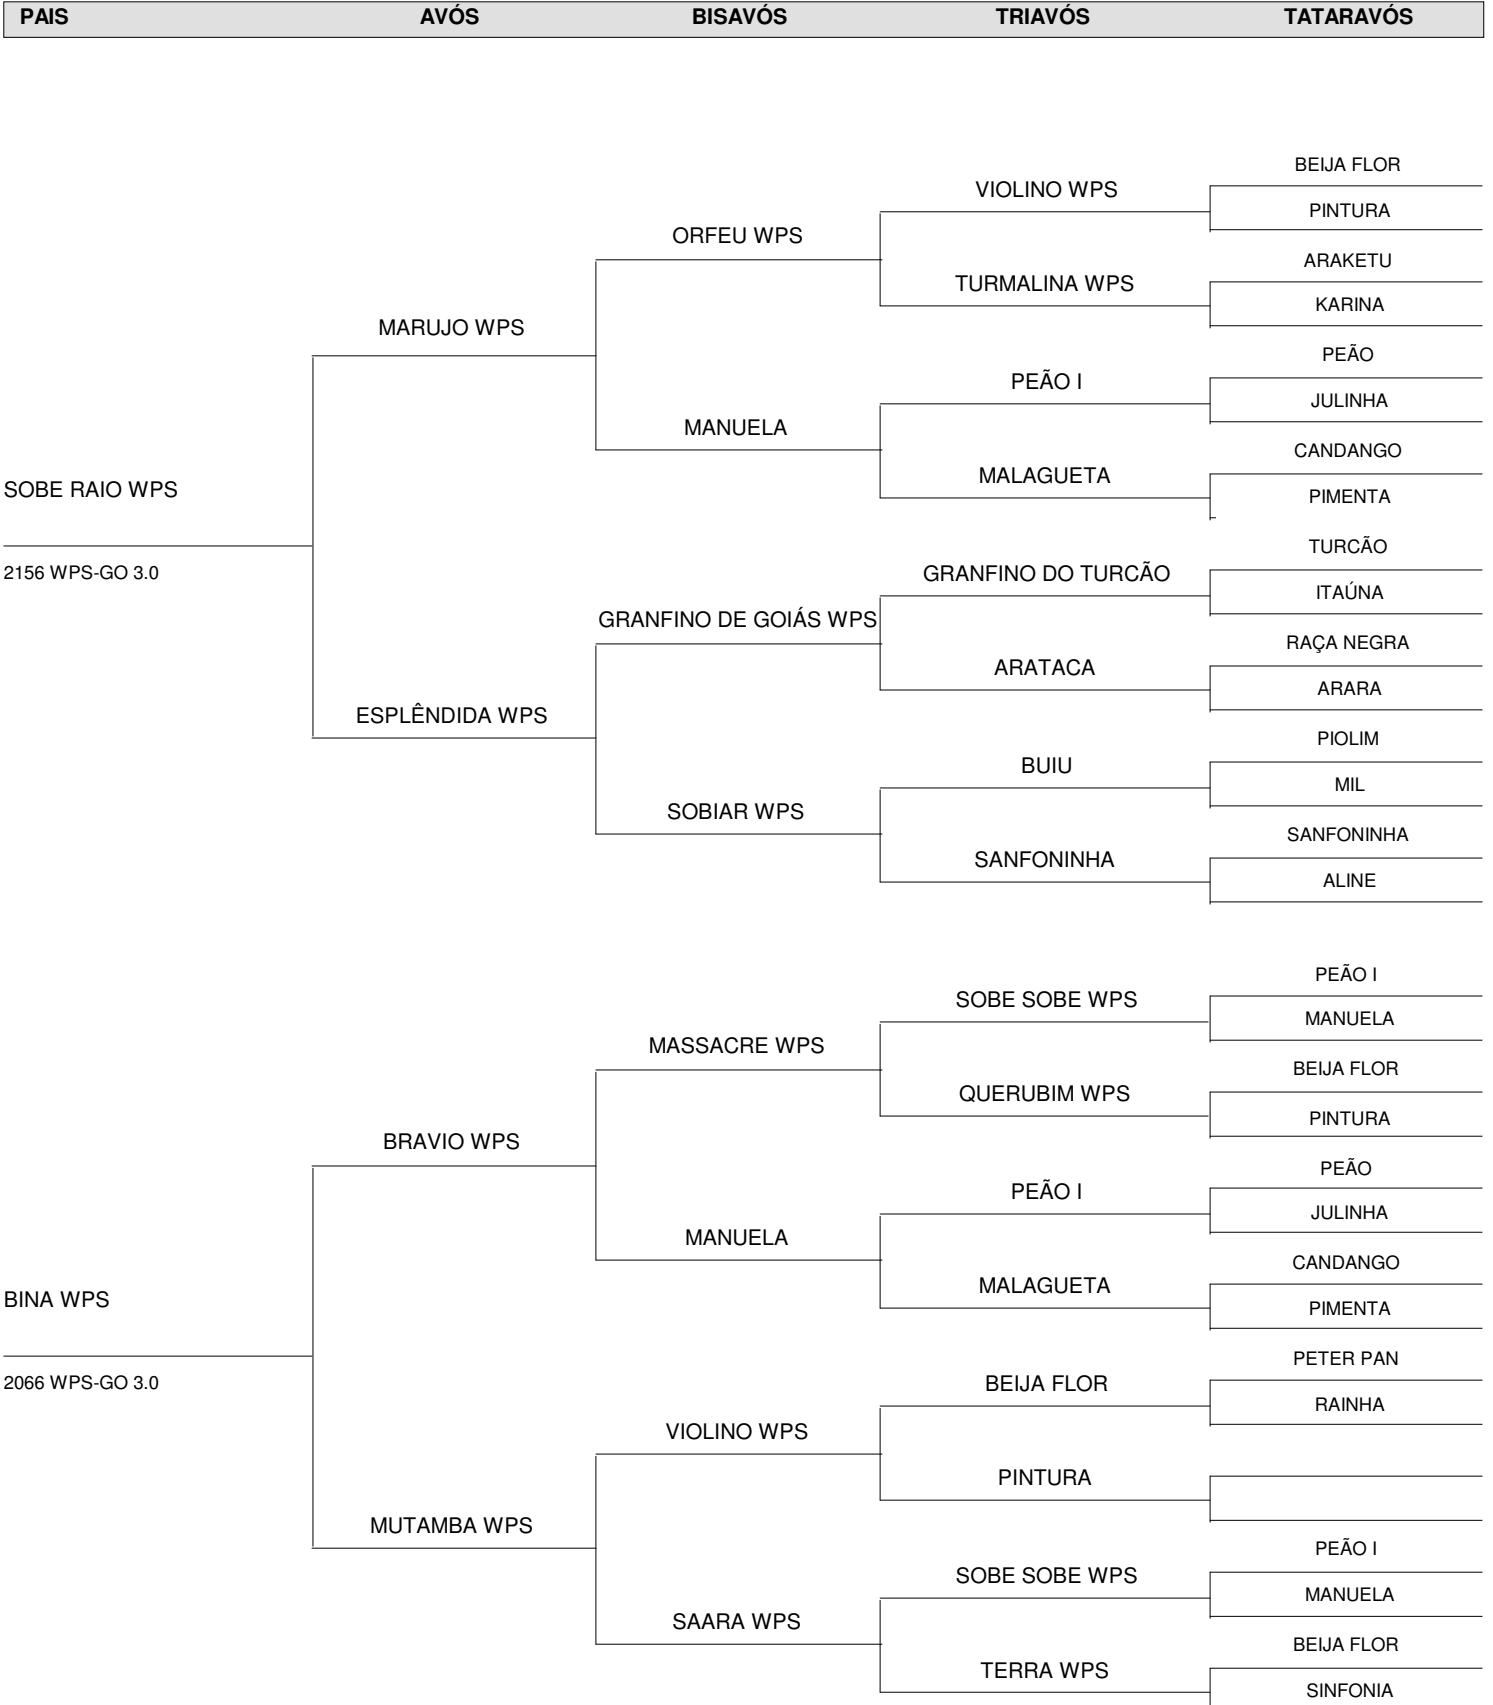 PAIS AVÓS BISAVÓS TRIAVÓS TATARAVÓS
BEIJA FLOR
VIOLINO WPS
PINTURA
ORFEU WPS
ARAKETU
TURMALINA WPS
KARINA
MARUJO WPS
PEÃO
PEÃO I
JULINHA
MANUELA
CANDANGO
MALAGUETA
SOBE RAIO WPS
PIMENTA
TURCÃO
2156 WPS-GO 3.0
GRANFINO DO TURCÃO
ITAÚNA
GRANFINO DE GOIÁS WPS
RAÇA NEGRA
ARATACA
ARARA
ESPLÊNDIDA WPS
PIOLIM
BUIU
MIL
SOBIAR WPS
SANFONINHA
SANFONINHA
ALINE
PEÃO I
SOBE SOBE WPS
MANUELA
MASSACRE WPS
BEIJA FLOR
QUERUBIM WPS
PINTURA
BRAVIO WPS
PEÃO
PEÃO I
JULINHA
MANUELA
CANDANGO
MALAGUETA
BINA WPS
PIMENTA
PETER PAN
2066 WPS-GO 3.0
BEIJA FLOR
RAINHA
VIOLINO WPS
PINTURA
MUTAMBA WPS
PEÃO I
SOBE SOBE WPS
MANUELA
SAARA WPS
BEIJA FLOR
TERRA WPS
SINFONIA